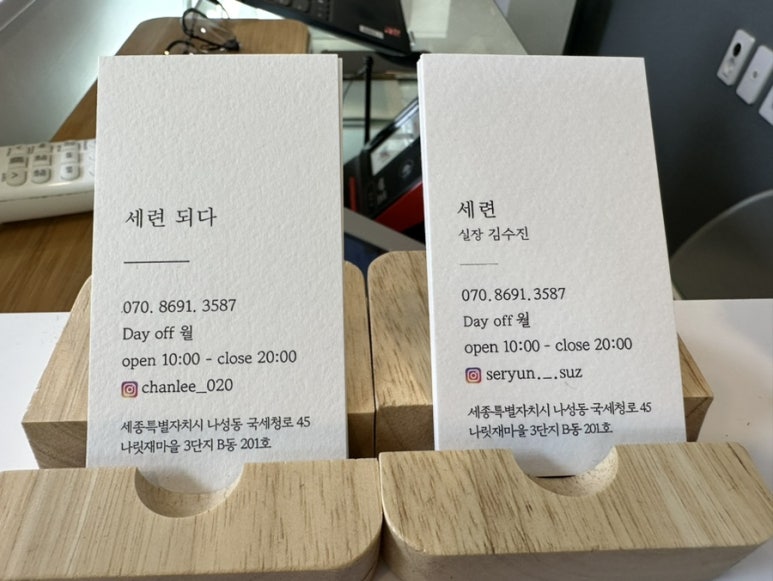 세련 되다
070. 8691. 3587
Day off 월
open 10:00 - close 20:00
chanlee_020
세종특별자치시 나성동 국세청로 45
나릿재마을 3단지 B동 201호
세련
실장 김수진
070. 8691. 3587
Day off 월
open 10:00 - close 20:00
seryun._.suz
세종특별자치시 나성동 국세청로 45
나릿재마을 3단지 B동 201호